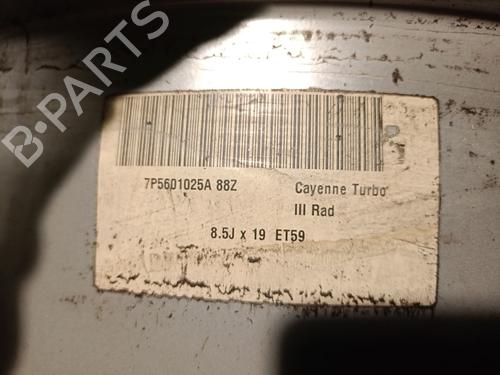 B-PARTS
7P5601025A 88Z
Cayenne Turbo
III Rad
8.5J x 19 ET59